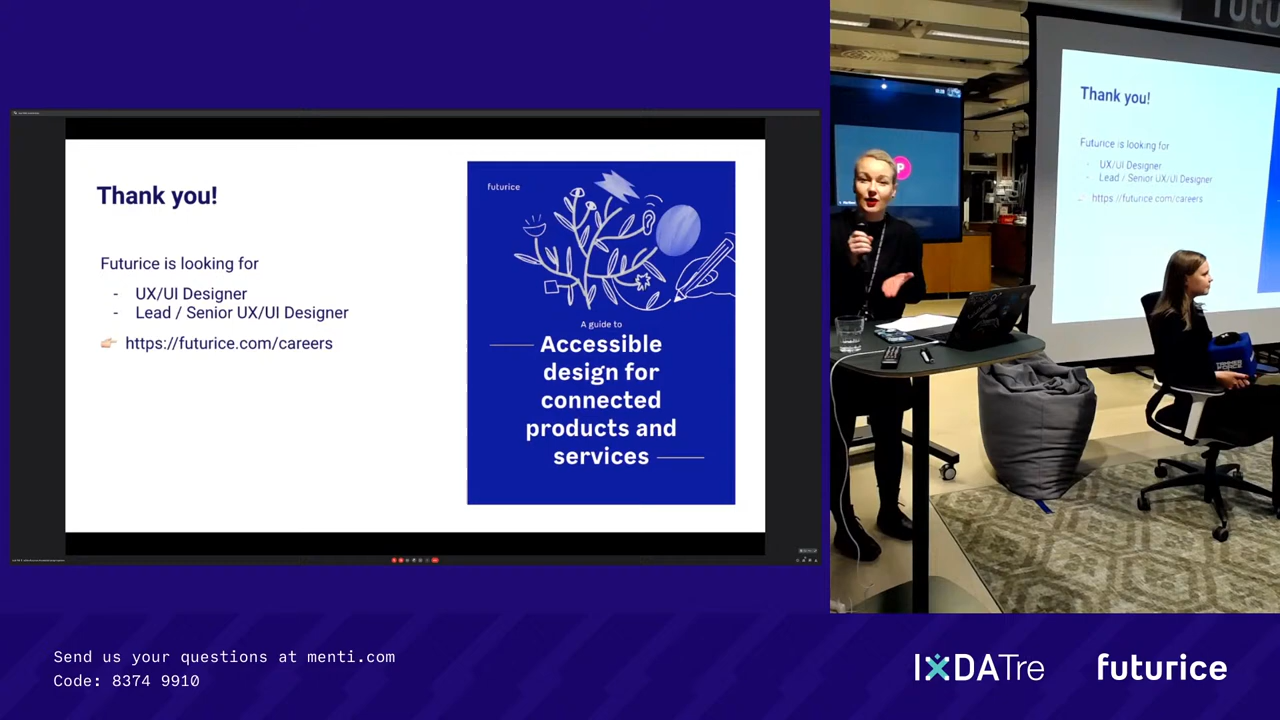 Thank you!
Futurice is looking for
- UX/UI Designer
- Lead / Senior UX/UI Designer
👉 https://futurice.com/careers
futurice
A guide to
Accessible
design for
connected
products and
services
P
Thank you!
Futurice is looking for
- UX/UI Designer
- Lead / Senior UX/UI Designer
https://futurice/careers
Send us your questions at menti.com
Code: 8374 9910
IXDATre
futurice